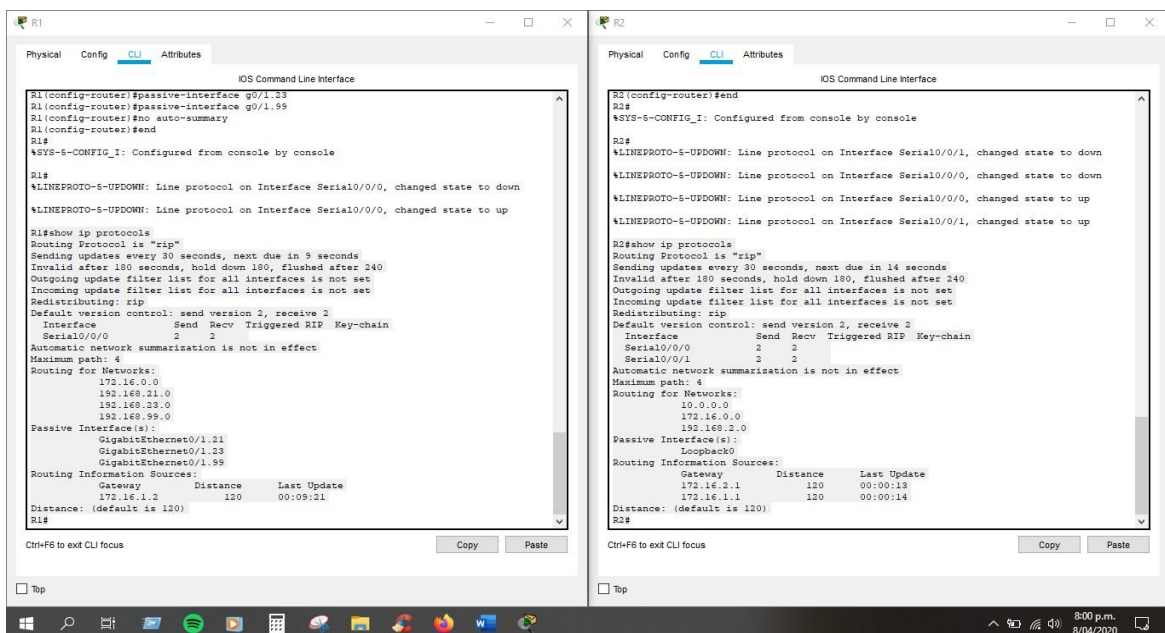 R1
Physical Config CLI Attributes
IOS Command Line Interface
R1(config-router)#passive-interface g0/1.23
R1(config-router)#passive-interface g0/1.99
R1(config-router)#no auto-summary
R1(config-router)#end
R1#
%SYS-5-CONFIG_I: Configured from console by console
R1#
%LINEPROTO-5-UPDOWN: Line protocol on Interface Serial0/0/0, changed state to down
%LINEPROTO-5-UPDOWN: Line protocol on Interface Serial0/0/0, changed state to up
R1#show ip protocols
Routing Protocol is "rip"
Sending updates every 30 seconds, next due in 9 seconds
Invalid after 180 seconds, hold down 180, flushed after 240
Outgoing update filter list for all interfaces is not set
Incoming update filter list for all interfaces is not set
Redistributing: rip
Default version control: send version 2, receive 2
Interface Send Recv Triggered RIP Key-chain
Serial0/0/0 2 2
Automatic network summarization is not in effect
Maximum path: 4
Routing for Networks:
172.16.0.0
192.168.21.0
192.168.23.0
192.168.99.0
Passive Interface(s):
GigabitEthernet0/1.21
GigabitEthernet0/1.23
GigabitEthernet0/1.99
Routing Information Sources:
Gateway Distance Last Update
172.16.1.2 120 00:09:21
Distance: (default is 120)
R1#
Ctrl+F6 to exit CLI focus
Copy Paste
Top
R2
Physical Config CLI Attributes
IOS Command Line Interface
R2(config-router)#end
R2#
%SYS-5-CONFIG_I: Configured from console by console
R2#
%LINEPROTO-5-UPDOWN: Line protocol on Interface Serial0/0/1, changed state to down
%LINEPROTO-5-UPDOWN: Line protocol on Interface Serial0/0/0, changed state to down
%LINEPROTO-5-UPDOWN: Line protocol on Interface Serial0/0/0, changed state to up
%LINEPROTO-5-UPDOWN: Line protocol on Interface Serial0/0/1, changed state to up
R2#show ip protocols
Routing Protocol is "rip"
Sending updates every 30 seconds, next due in 14 seconds
Invalid after 180 seconds, hold down 180, flushed after 240
Outgoing update filter list for all interfaces is not set
Incoming update filter list for all interfaces is not set
Redistributing: rip
Default version control: send version 2, receive 2
Interface Send Recv Triggered RIP Key-chain
Serial0/0/0 2 2
Serial0/0/1 2 2
Automatic network summarization is not in effect
Maximum path: 4
Routing for Networks:
10.0.0.0
172.16.0.0
192.168.2.0
Passive Interface(s):
Loopback0
Routing Information Sources:
Gateway Distance Last Update
172.16.2.1 120 00:00:13
172.16.1.1 120 00:00:14
Distance: (default is 120)
R2#
Ctrl+F6 to exit CLI focus
Copy Paste
Top
8:00 p.m.
8/04/2020